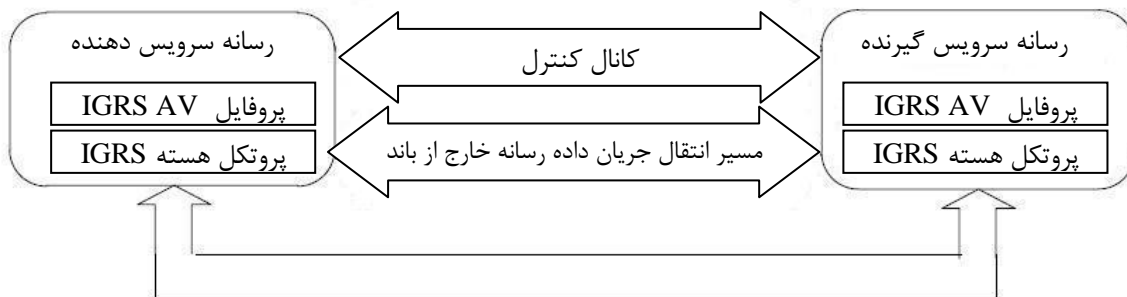 رسانه سرویس دهنده
پروفایل IGRS AV
پروتکل هسته IGRS
کانال کنترل
مسیر انتقال جریان داده رسانه خارج از باند
رسانه سرویس گیرنده
پروفایل IGRS AV
پروتکل هسته IGRS